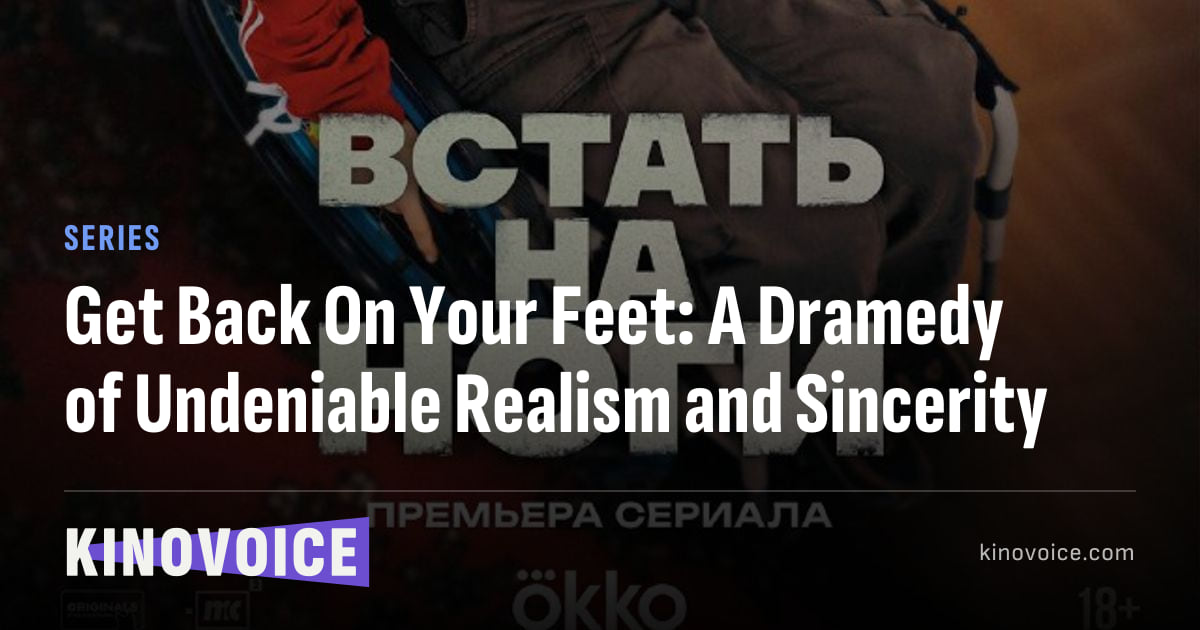 ВСТАТЬ
НА
НОГИ
SERIES
Get Back On Your Feet: A Dramedy
of Undeniable Realism and Sincerity
ПРЕМЬЕРА СЕРИАЛА
KINOVOICE
kinovoice.com
ORIGINALS
ökko
18+